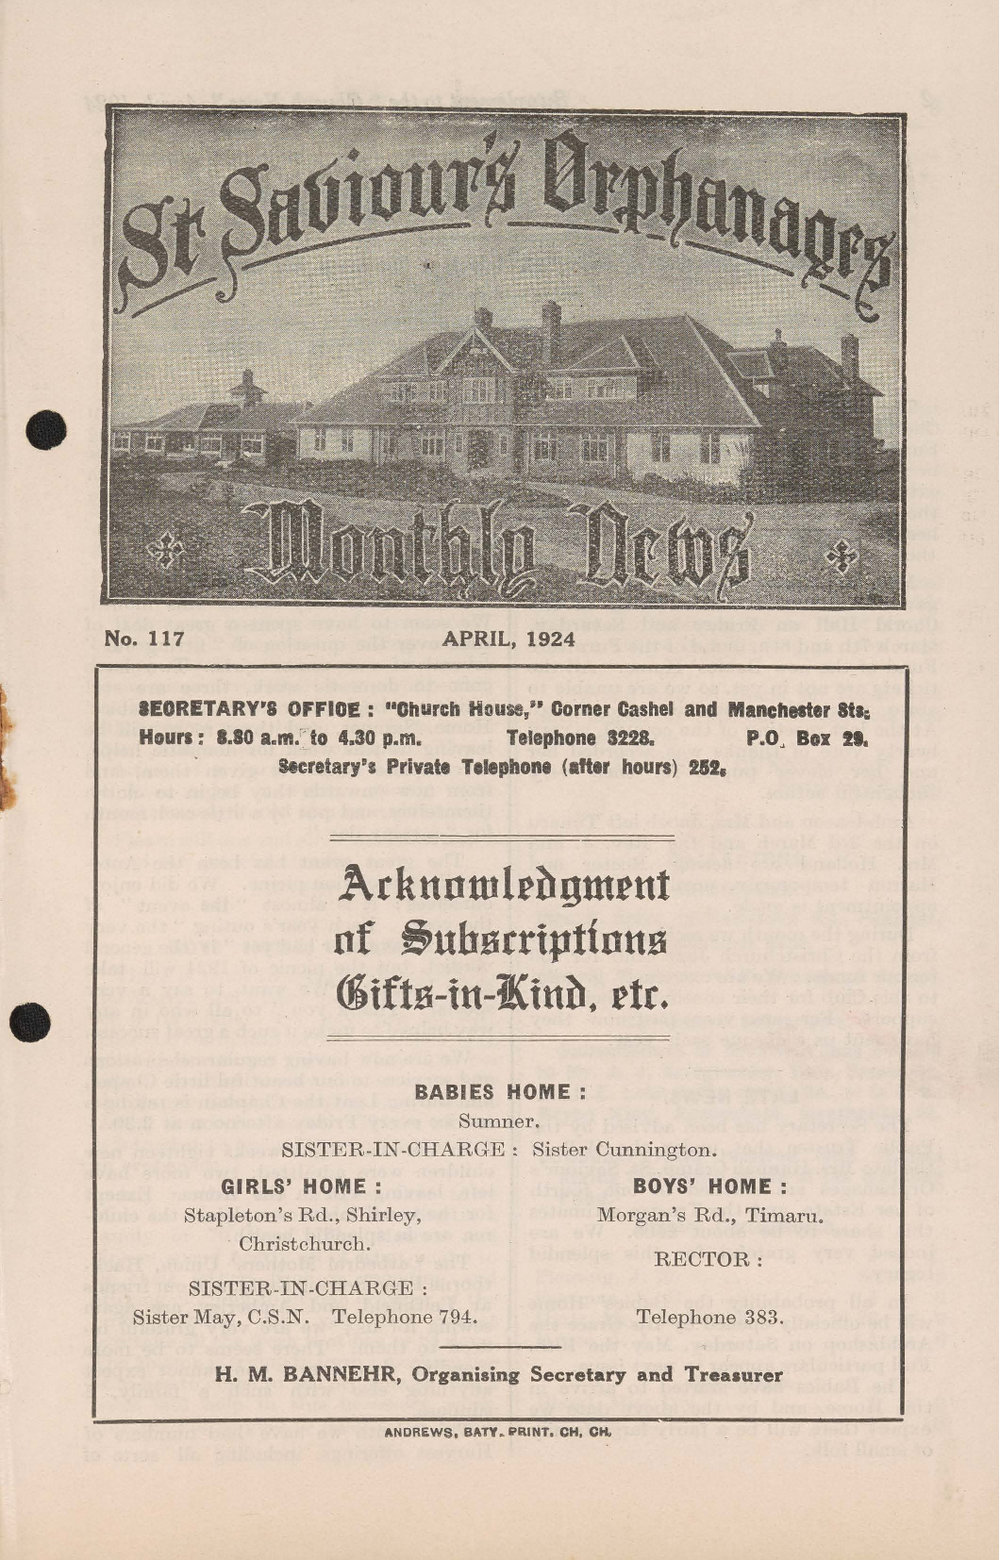 St Saviour's Orphanages
Monthly News
No. 117
APRIL, 1924
SECRETARY'S OFFICE : "Church House," Corner Cashel and Manchester Sts.
Hours : 8.30 a.m. to 4.30 p.m. Telephone 3228. P.O. Box 29.
Secretary's Private Telephone (after hours) 252.
Acknowledgment
of Subscriptions
Gifts-in-Kind, etc.
BABIES HOME :
Sumner.
SISTER-IN-CHARGE : Sister Cunnington.
GIRLS' HOME :
Stapleton's Rd., Shirley,
Christchurch.
SISTER-IN-CHARGE :
Sister May, C.S.N. Telephone 794.
BOYS' HOME :
Morgan's Rd., Timaru.
RECTOR :
Telephone 383.
H. M. BANNEHR, Organising Secretary and Treasurer
ANDREWS, BATY. PRINT. CH, CH.